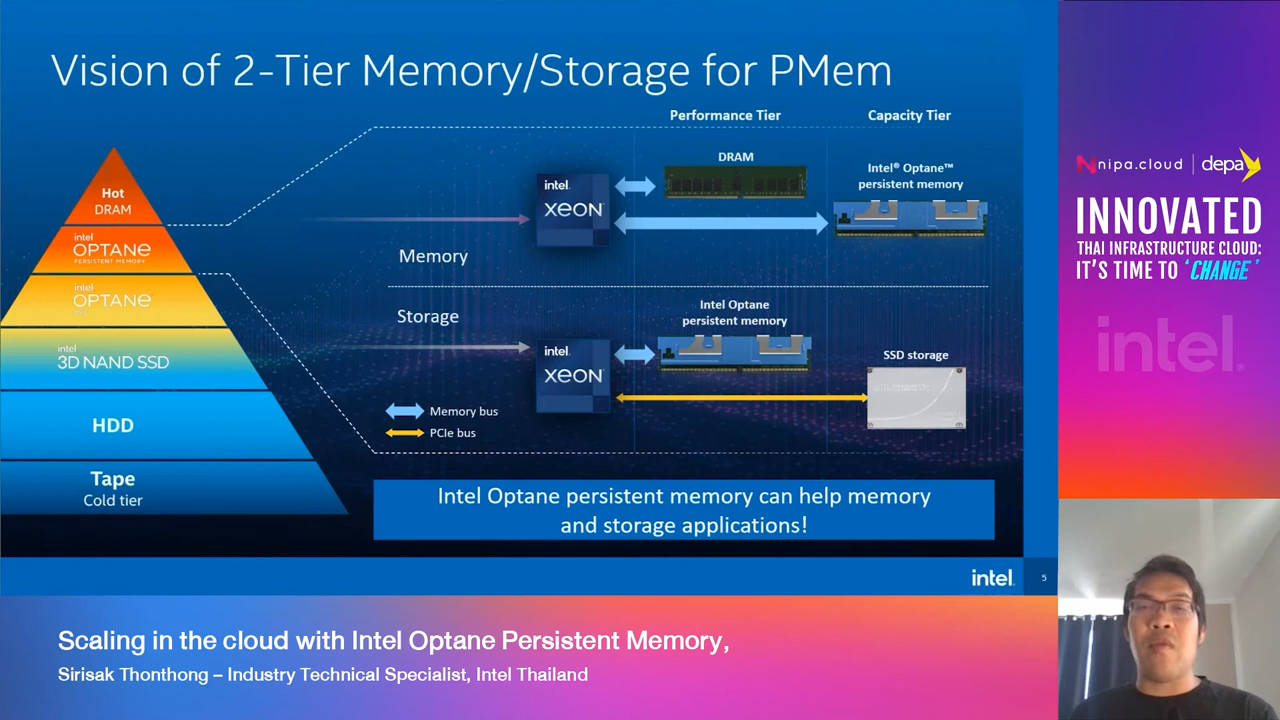 Vision of 2-Tier Memory/Storage for PMem
Performance Tier
Capacity Tier
Hot
DRAM
intel
OPTANE
PERSISTENT MEMORY
intel
OPTANE
intel
3D NAND SSD
HDD
Tape
Cold tier
DRAM
Intel® Optane™
persistent memory
intel.
XEON
Memory
Storage
Intel Optane
persistent memory
intel.
XEON
SSD storage
Memory bus
PCIe bus
Intel Optane persistent memory can help memory
and storage applications!
intel.
5
nipa.cloud | depa
INNOVATED
THAI INFRASTRUCTURE CLOUD:
IT'S TIME TO 'CHANGE'
intel.
Scaling in the cloud with Intel Optane Persistent Memory,
Sirisak Thonthong – Industry Technical Specialist, Intel Thailand